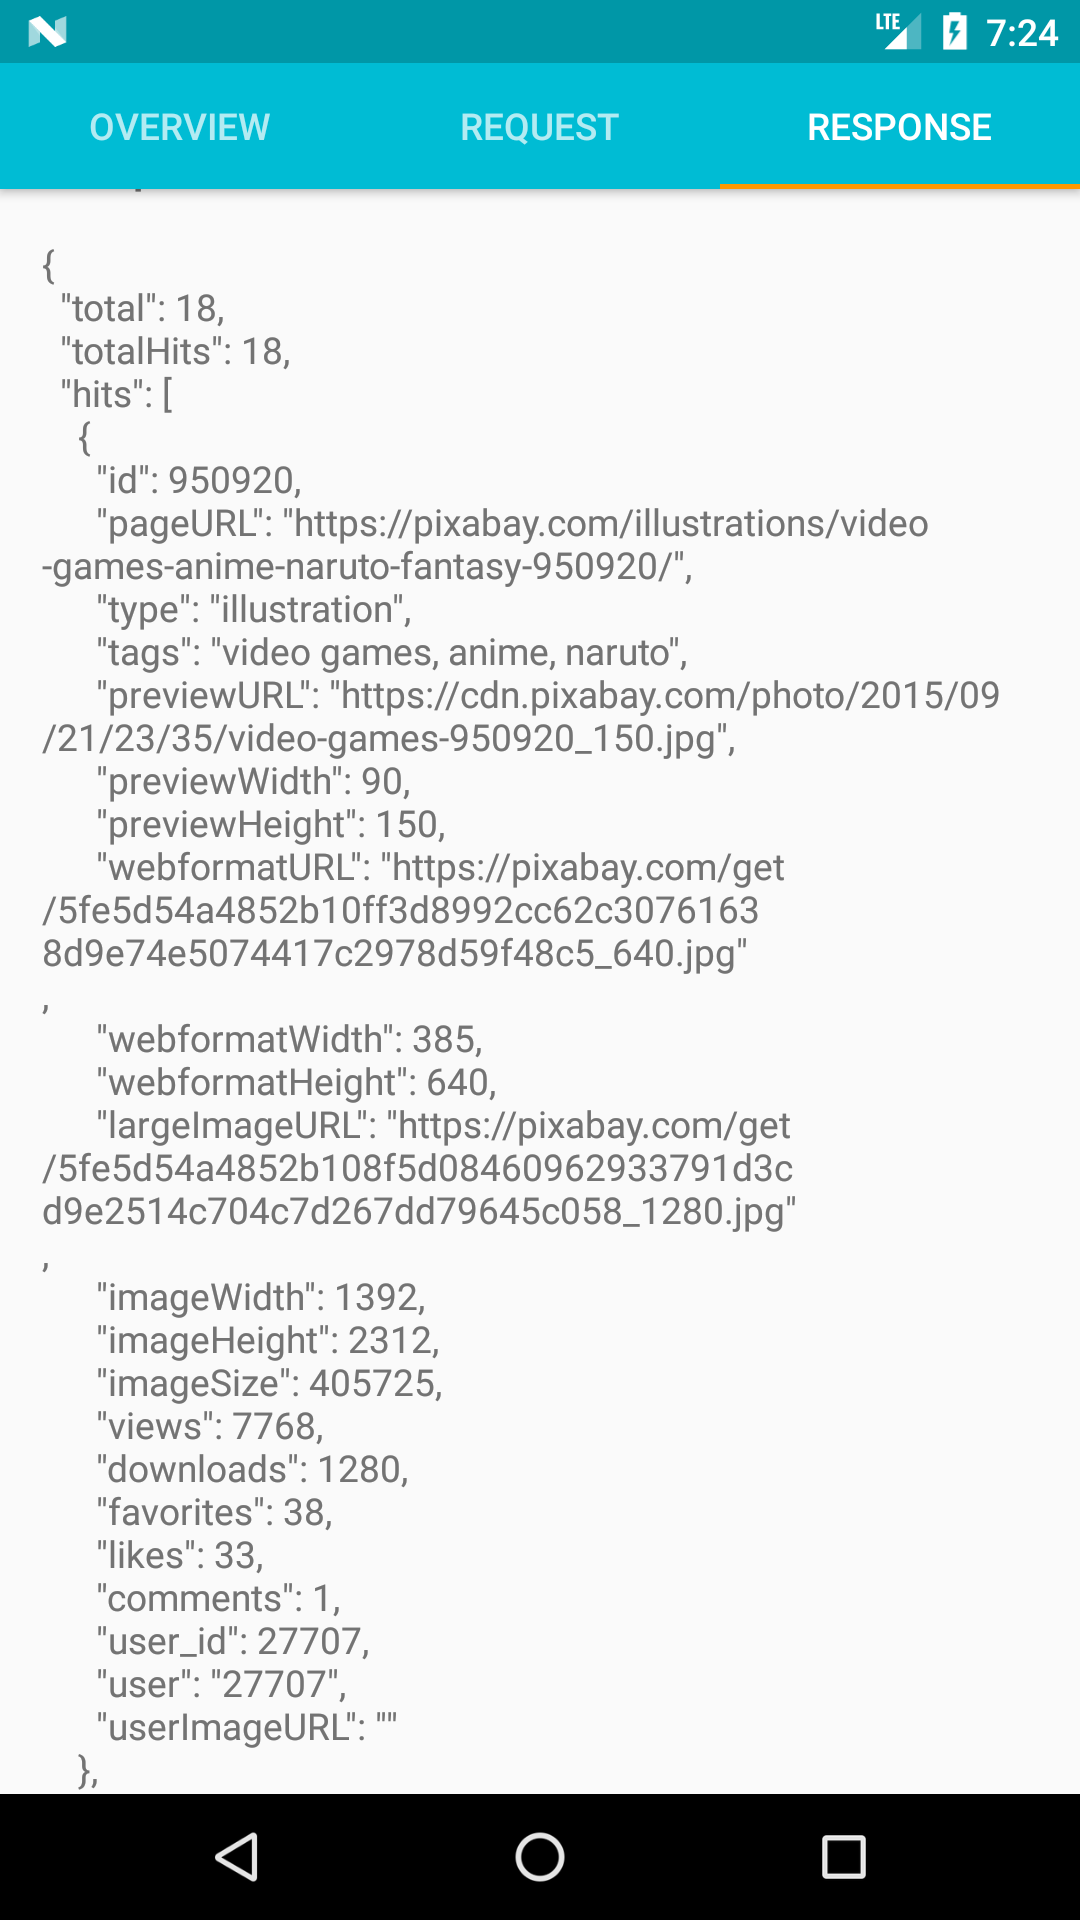 LTE 7:24
OVERVIEW REQUEST RESPONSE
{
"total": 18,
"totalHits": 18,
"hits": [
{
"id": 950920,
"pageURL": "https://pixabay.com/illustrations/video
-games-anime-naruto-fantasy-950920/",
"type": "illustration",
"tags": "video games, anime, naruto",
"previewURL": "https://cdn.pixabay.com/photo/2015/09
/21/23/35/video-games-950920_150.jpg",
"previewWidth": 90,
"previewHeight": 150,
"webformatURL": "https://pixabay.com/get
/5fe5d54a4852b10ff3d8992cc62c3076163
8d9e74e5074417c2978d59f48c5_640.jpg"
,
"webformatWidth": 385,
"webformatHeight": 640,
"largeImageURL": "https://pixabay.com/get
/5fe5d54a4852b108f5d08460962933791d3c
d9e2514c704c7d267dd79645c058_1280.jpg"
,
"imageWidth": 1392,
"imageHeight": 2312,
"imageSize": 405725,
"views": 7768,
"downloads": 1280,
"favorites": 38,
"likes": 33,
"comments": 1,
"user_id": 27707,
"user": "27707",
"userImageURL": ""
},